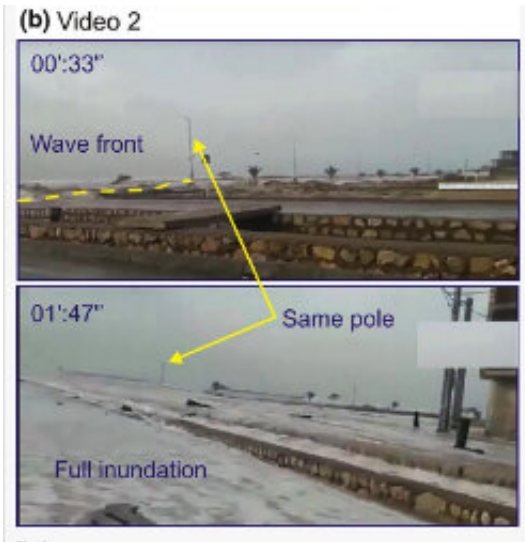 (b) Video 2
00':33"
Wave front
01':47"
Same pole
Full inundation